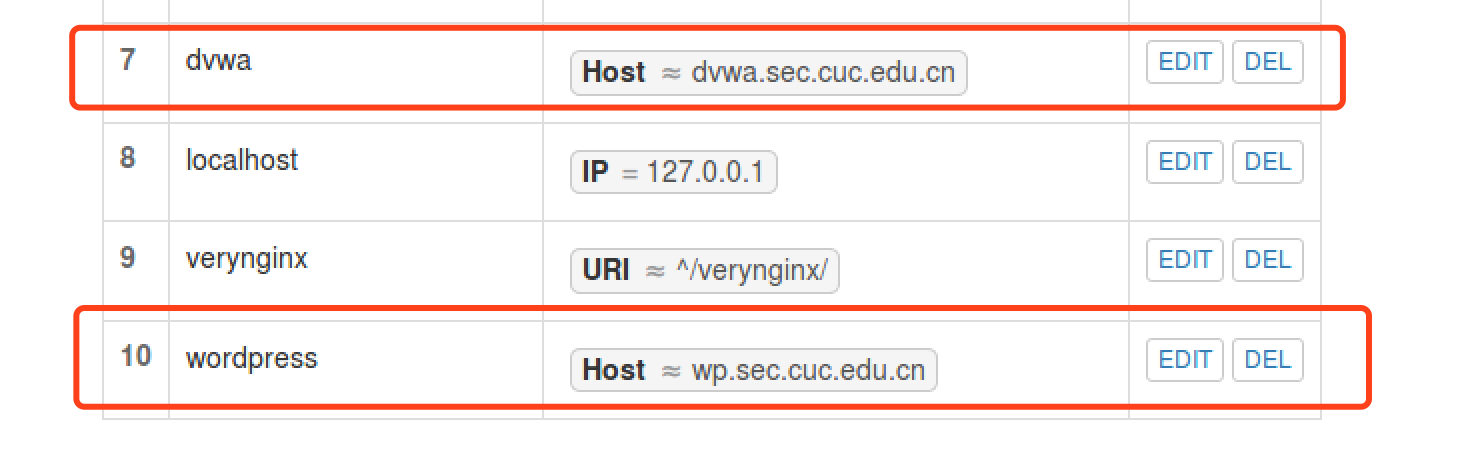 7 dvwa Host ≈ dvwa.sec.cuc.edu.cn EDIT DEL
8 localhost IP = 127.0.0.1 EDIT DEL
9 verynginx URI ≈ ^/verynginx/ EDIT DEL
10 wordpress Host ≈ wp.sec.cuc.edu.cn EDIT DEL